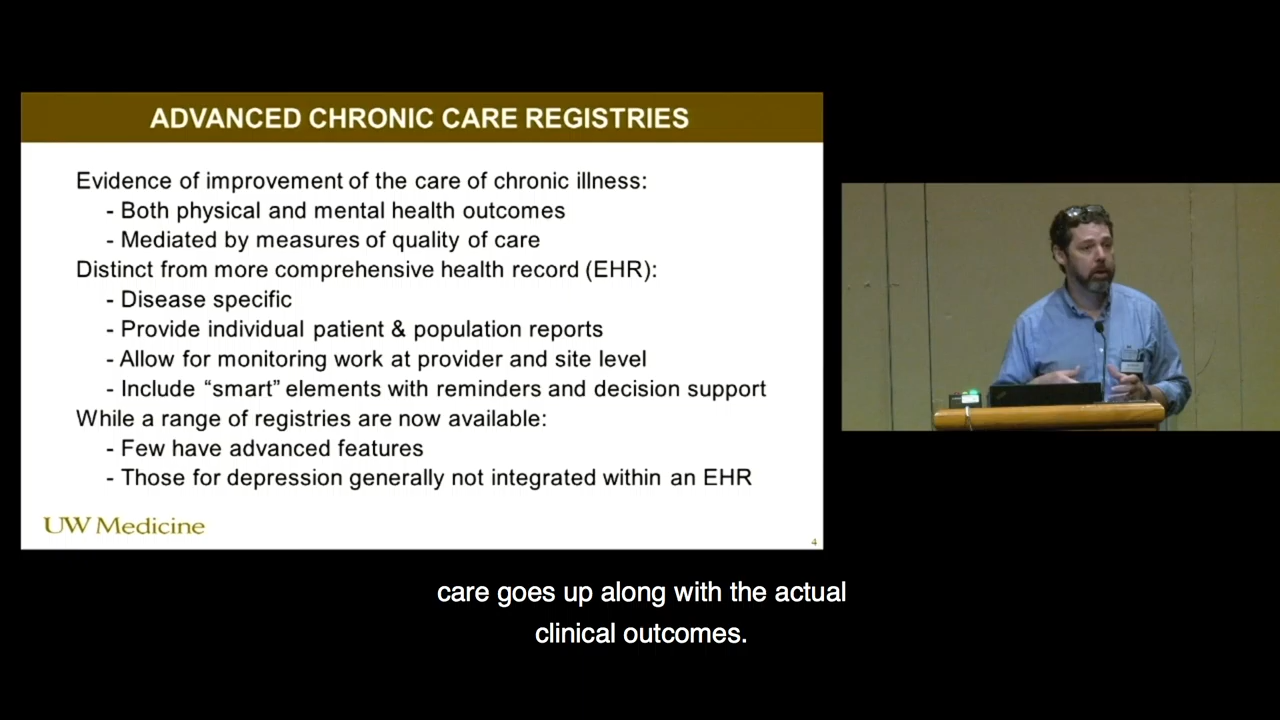 ADVANCED CHRONIC CARE REGISTRIES
Evidence of improvement of the care of chronic illness:
- Both physical and mental health outcomes
- Mediated by measures of quality of care
Distinct from more comprehensive health record (EHR):
- Disease specific
- Provide individual patient & population reports
- Allow for monitoring work at provider and site level
- Include “smart” elements with reminders and decision support
While a range of registries are now available:
- Few have advanced features
- Those for depression generally not integrated within an EHR
UW Medicine
4
care goes up along with the actual
clinical outcomes.